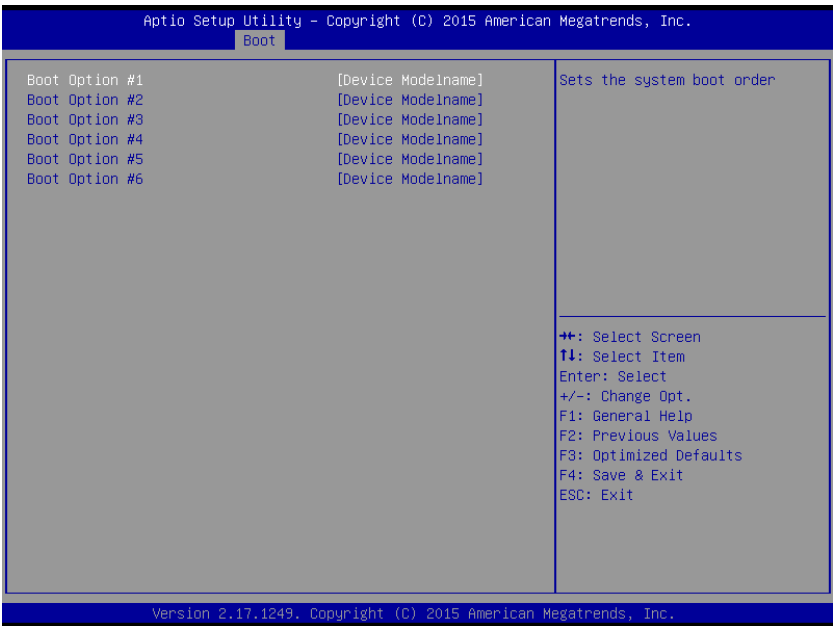 Aptio Setup Utility – Copyright (C) 2015 American Megatrends, Inc.
Boot
Boot Option #1 [Device Modelname]
Boot Option #2 [Device Modelname]
Boot Option #3 [Device Modelname]
Boot Option #4 [Device Modelname]
Boot Option #5 [Device Modelname]
Boot Option #6 [Device Modelname]
Sets the system boot order
→←: Select Screen
↑↓: Select Item
Enter: Select
+/-: Change Opt.
F1: General Help
F2: Previous Values
F3: Optimized Defaults
F4: Save & Exit
ESC: Exit
Version 2.17.1249. Copyright (C) 2015 American Megatrends, Inc.